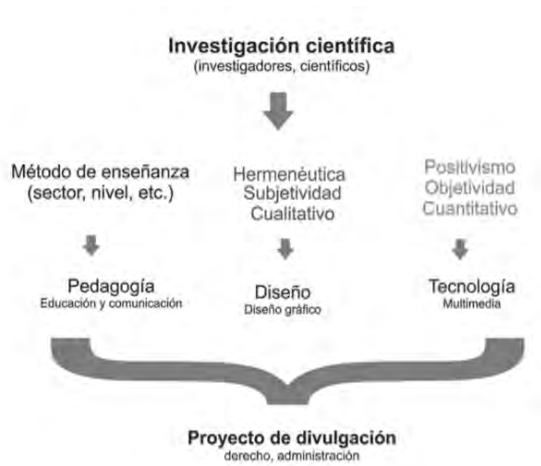 Investigación científica
(investigadores, científicos)
Método de enseñanza
(sector, nivel, etc.)
Hermenéutica
Subjetividad
Cualitativo
Positivismo
Objetividad
Cuantitativo
Pedagogía
Educación y comunicación
Diseño
Diseño gráfico
Tecnología
Multimedia
Proyecto de divulgación
derecho, administración